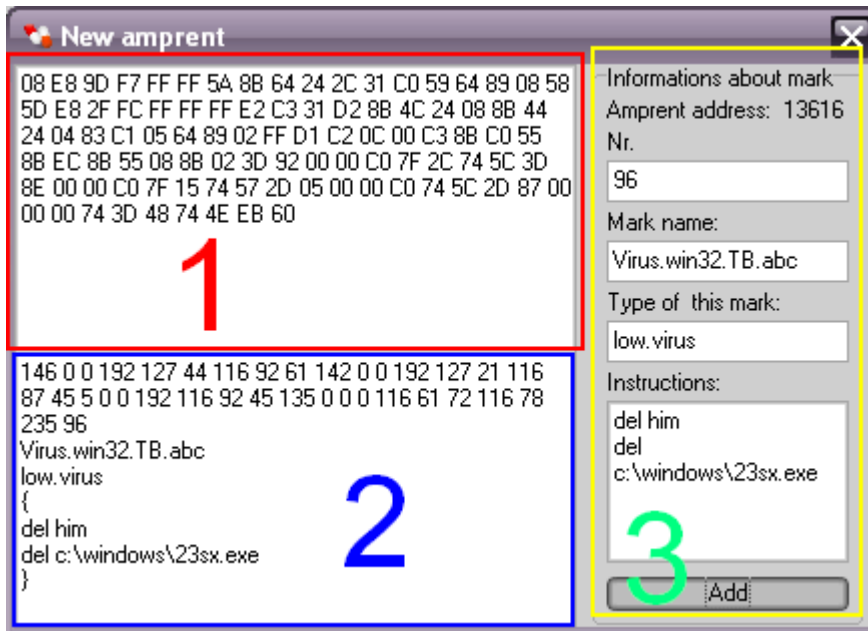 New amprent
08 E8 9D F7 FF FF 5A 8B 64 24 2C 31 C0 59 64 89 08 58
5D E8 2F FC FF FF FF E2 C3 31 D2 8B 4C 24 08 8B 44
24 04 83 C1 05 64 89 02 FF D1 C2 0C 00 C3 8B C0 55
8B EC 8B 55 08 8B 02 3D 92 00 00 C0 7F 2C 74 5C 3D
8E 00 00 C0 7F 15 74 57 2D 05 00 00 C0 74 5C 2D 87 00
00 00 74 3D 48 74 4E EB 60
1
146 0 0 192 127 44 116 92 61 142 0 0 192 127 21 116
87 45 5 0 0 192 116 92 45 135 0 0 0 116 61 72 116 78
235 96
Virus.win32.TB.abc
low.virus
{
del him
del c:\windows\23sx.exe
}
2
Informations about mark
Amprent address: 13616
Nr.
96
Mark name:
Virus.win32.TB.abc
Type of this mark:
low.virus
Instructions:
del him
del
c:\windows\23sx.exe
3
Add